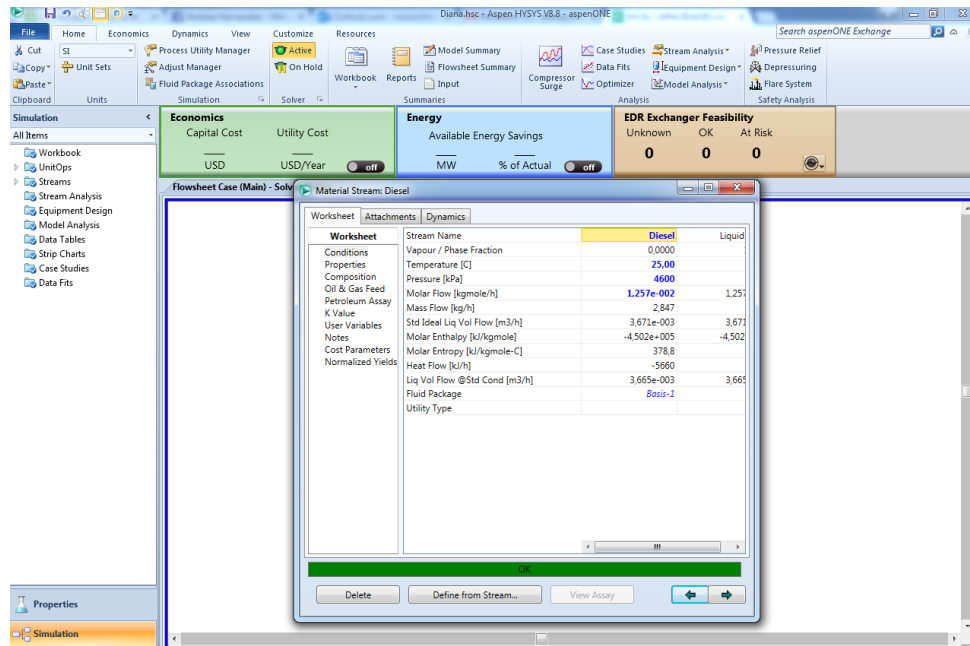 Diana.hsc - Aspen HYSYS V8.8 - aspenONE
File Home Economics Dynamics View Customize Resources Search aspenONE Exchange
Cut SI Process Utility Manager Active Model Summary Case Studies Stream Analysis Pressure Relief
Copy Unit Sets Adjust Manager On Hold Flowsheet Summary Data Fits Equipment Design Depressuring
Paste Fluid Package Associations Workbook Reports Input Compressor Surge Optimizer Model Analysis Flare System
Clipboard Units Simulation Solver Summaries Analysis Safety Analysis
Simulation
All Items
Workbook
UnitOps
Streams
Stream Analysis
Equipment Design
Model Analysis
Data Tables
Strip Charts
Case Studies
Data Fits
Properties
Simulation
Economics
Capital Cost Utility Cost
USD USD/Year off
Energy
Available Energy Savings
MW % of Actual off
EDR Exchanger Feasibility
Unknown OK At Risk
0 0 0
Flowsheet Case (Main) - Solv
Material Stream: Diesel
Worksheet Attachments Dynamics
Worksheet
Conditions
Properties
Composition
Oil & Gas Feed
Petroleum Assay
K Value
User Variables
Notes
Cost Parameters
Normalized Yields
Stream Name Diesel Liquid
Vapour / Phase Fraction 0,0000
Temperature [C] 25,00
Pressure [kPa] 4600
Molar Flow [kgmole/h] 1,257e-002 1,257
Mass Flow [kg/h] 2,847
Std Ideal Liq Vol Flow [m3/h] 3,671e-003 3,671
Molar Enthalpy [kJ/kgmole] -4,502e+005 -4,502
Molar Entropy [kJ/kgmole-C] 378,8
Heat Flow [kJ/h] -5660
Liq Vol Flow @Std Cond [m3/h] 3,665e-003 3,665
Fluid Package Basis-1
Utility Type
OK
Delete Define from Stream... View Assay